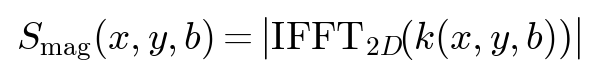 S_mag(x, y, b) = |IFFT_2D(k(x, y, b))|